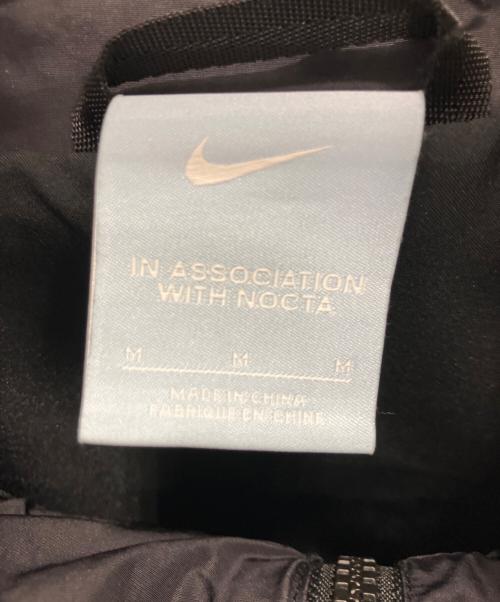 IN ASSOCIATION
WITH NOCTA
M M M
MADE IN CHINA
FABRIQUE EN CHINE